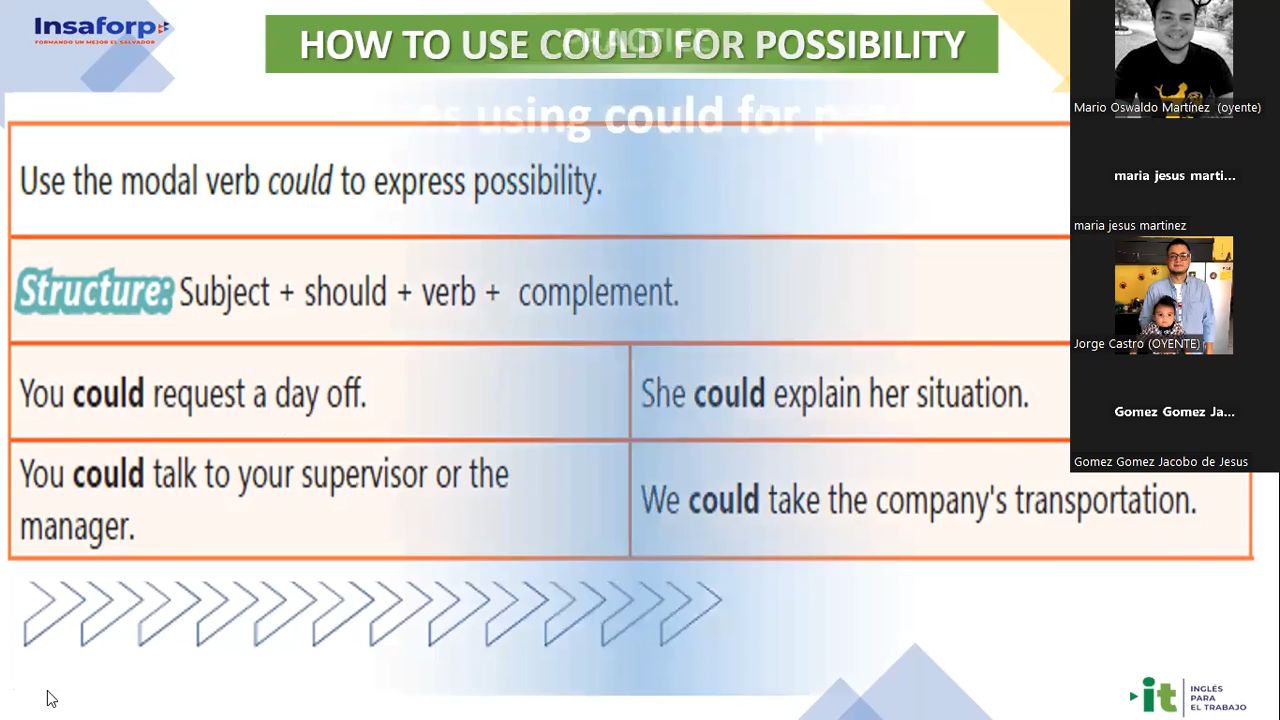 Insaforp
FORMANDO UN MEJOR EL SALVADOR
HOW TO USE COULD FOR POSSIBILITY
PRACTICE
using could for
Use the modal verb could to express possibility.
Structure: Subject + should + verb + complement.
You could request a day off.
She could explain her situation.
You could talk to your supervisor or the
manager.
We could take the company's transportation.
Mario Oswaldo Martínez (oyente)
maria jesus marti...
maria jesus martinez
Jorge Castro (OYENTE)
Gomez Gomez Ja...
Gomez Gomez Jacobo de Jesus
it
INGLÉS
PARA
EL TRABAJO